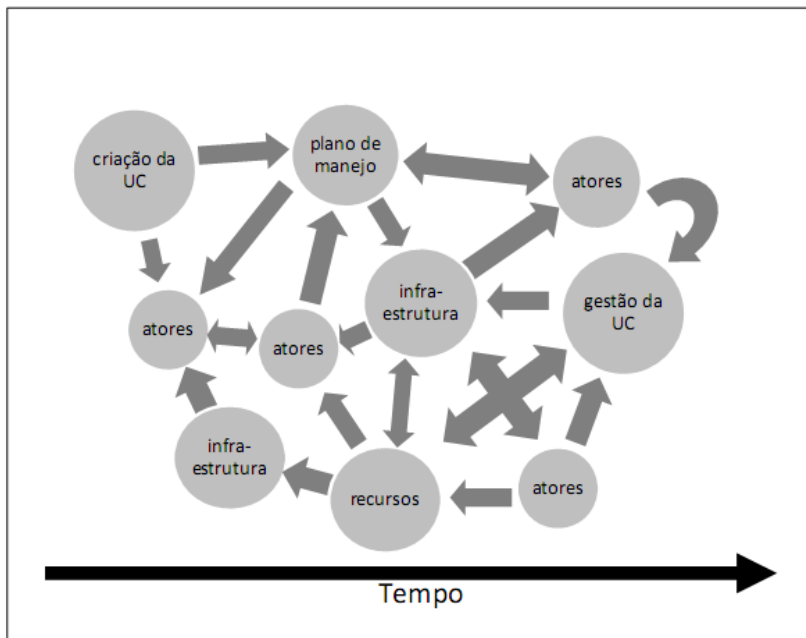 criação da
UC
plano de
manejo
atores
atores
atores
infra-
estrutura
gestão da
UC
infra-
estrutura
recursos
atores
Tempo